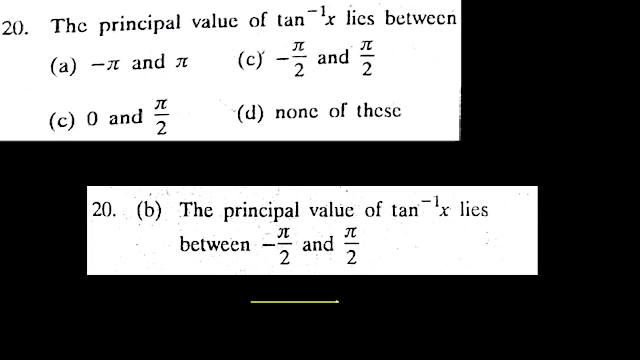 20. The principal value of tan⁻¹x lies between
(a) −π and π (c) −π/2 and π/2
(c) 0 and π/2 (d) none of these
20. (b) The principal value of tan⁻¹x lies
between −π/2 and π/2